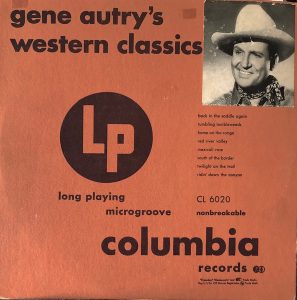 gene autry's
western classics
back in the saddle again
tumbling tumbleweeds
home on the range
red river valley
mexicali rose
south of the border
twilight on the trail
ridin' down the canyon
Lp
long playing
microgroove
CL 6020
nonbreakable
columbia
records